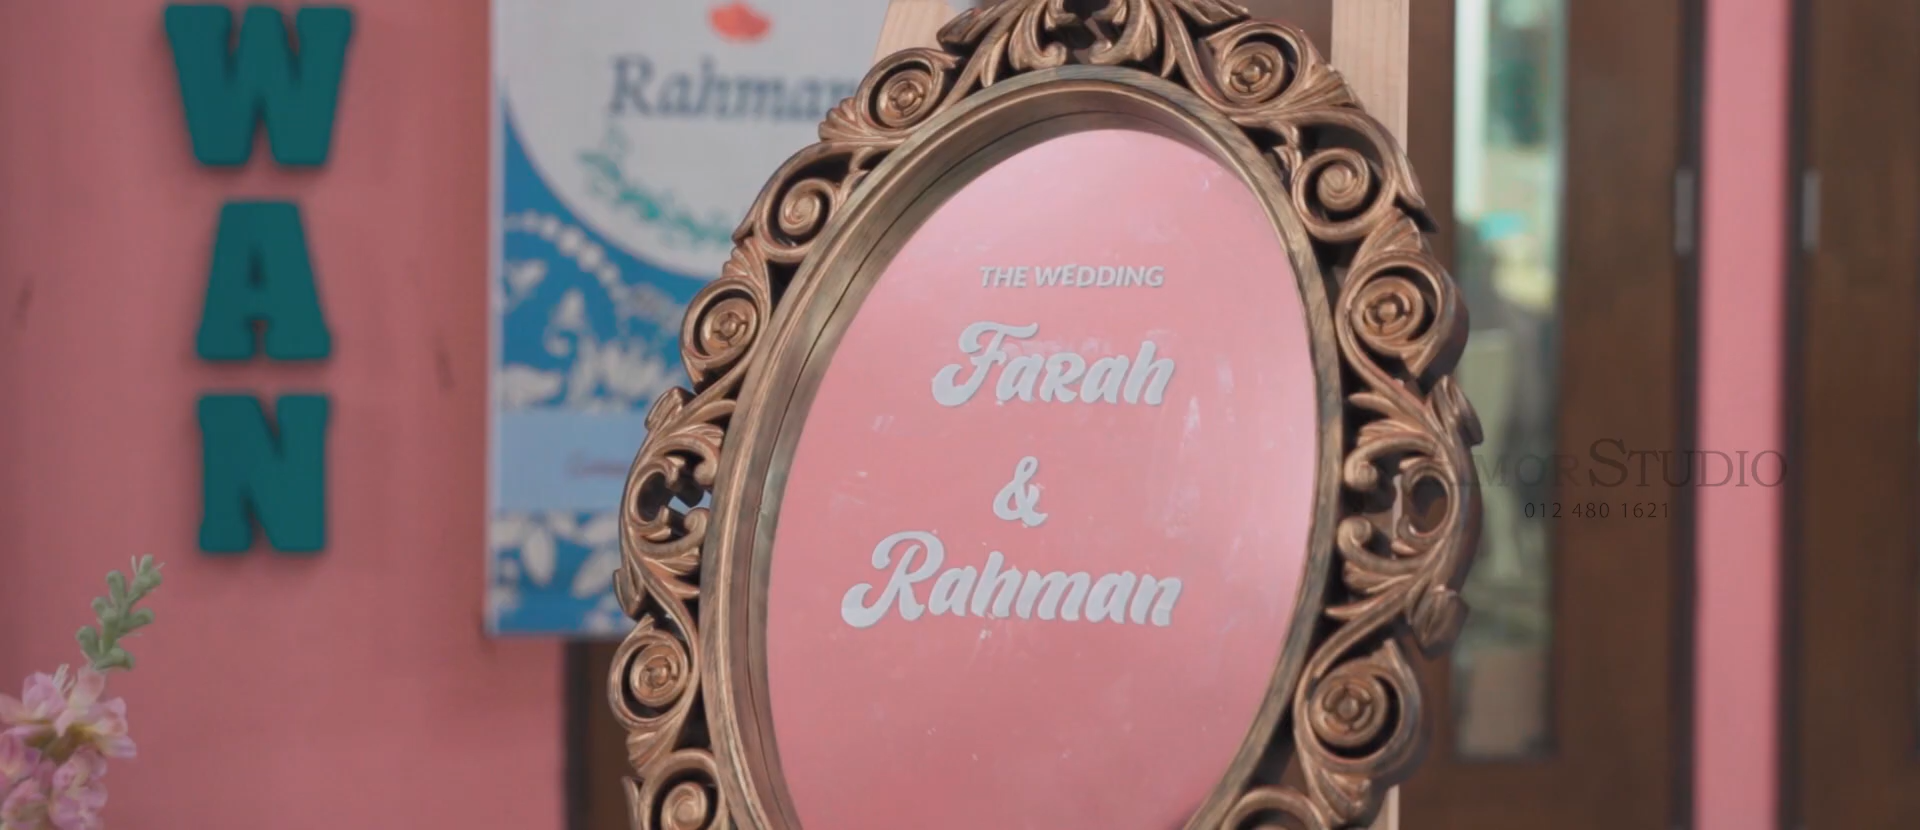 WAN
Rahman
THE WEDDING
Farah
&
Rahman
STUDIO
012 480 1621